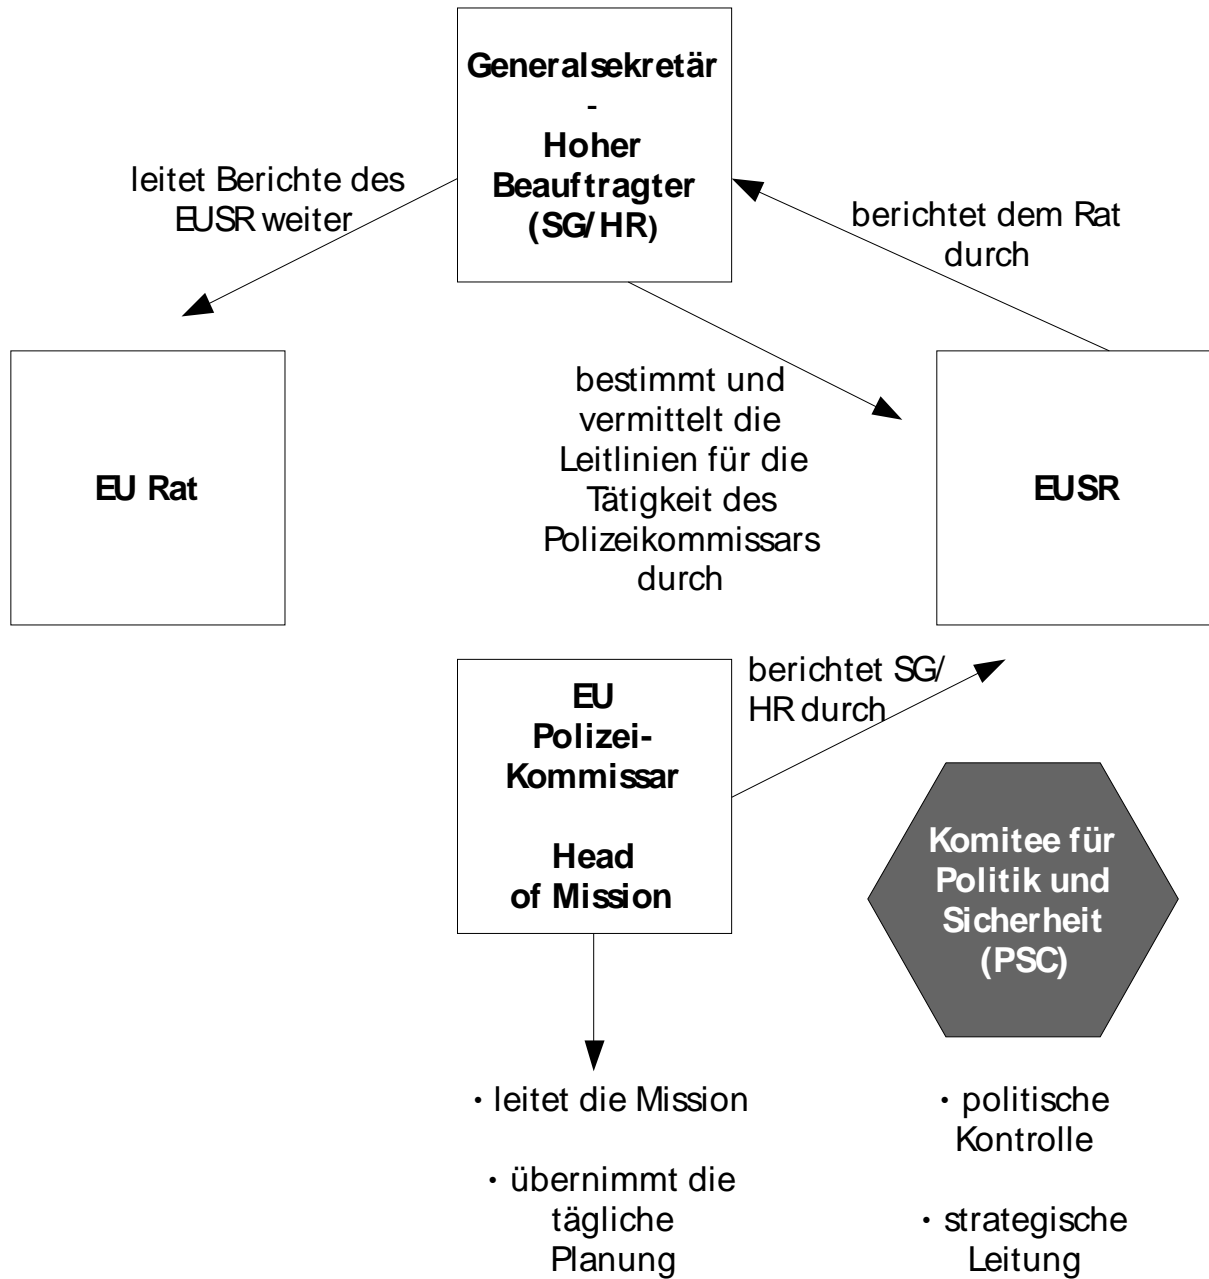 Generalsekretär
-
Hoher
Beauftragter
(SG/HR)
leitet Berichte des
EUSR weiter
berichtet dem Rat
durch
bestimmt und
vermittelt die
Leitlinien für die
Tätigkeit des
Polizeikommissars
durch
EU Rat
EUSR
berichtet SG/
HR durch
EU
Polizei-
Kommissar
Head
of Mission
Komitee für
Politik und
Sicherheit
(PSC)
· leitet die Mission
· übernimmt die
tägliche
Planung
· politische
Kontrolle
· strategische
Leitung